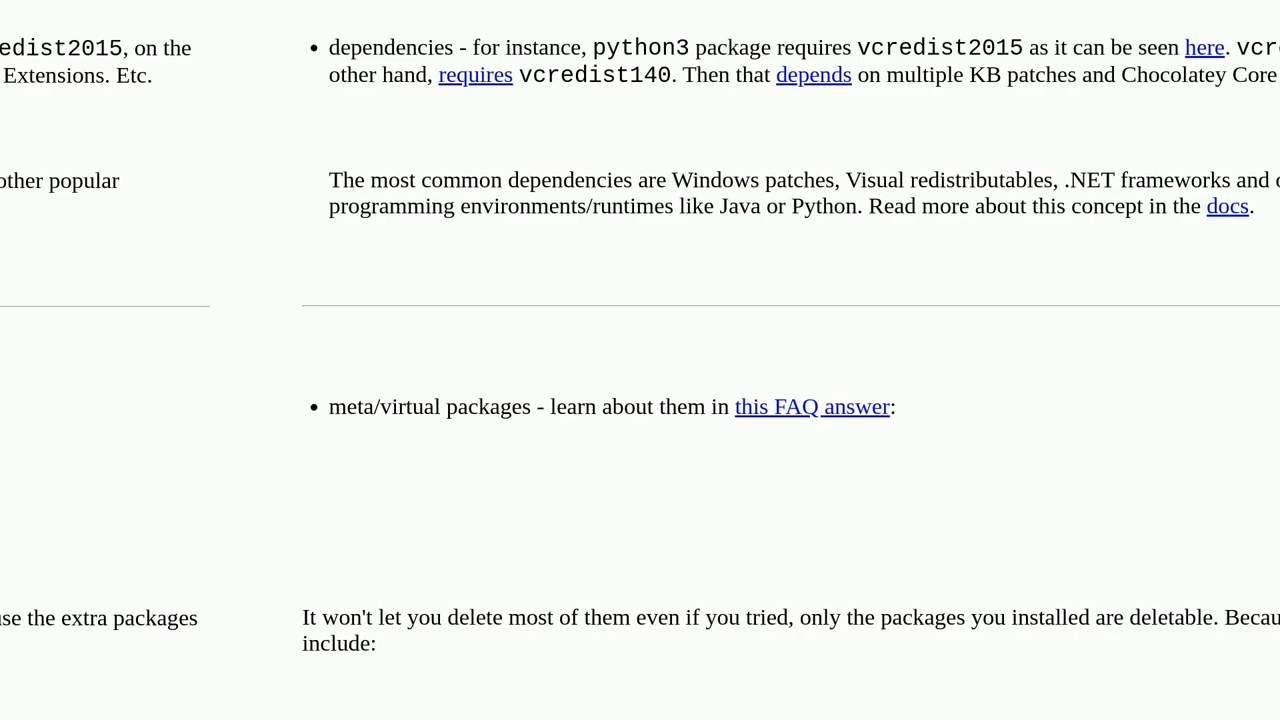 edist2015, on the
Extensions. Etc.
other popular
se the extra packages
• dependencies - for instance, python3 package requires vcredist2015 as it can be seen here. vcr
other hand, requires vcredist140. Then that depends on multiple KB patches and Chocolatey Core
The most common dependencies are Windows patches, Visual redistributables, .NET frameworks and o
programming environments/runtimes like Java or Python. Read more about this concept in the docs.
• meta/virtual packages - learn about them in this FAQ answer:
It won't let you delete most of them even if you tried, only the packages you installed are deletable. Becau
include: